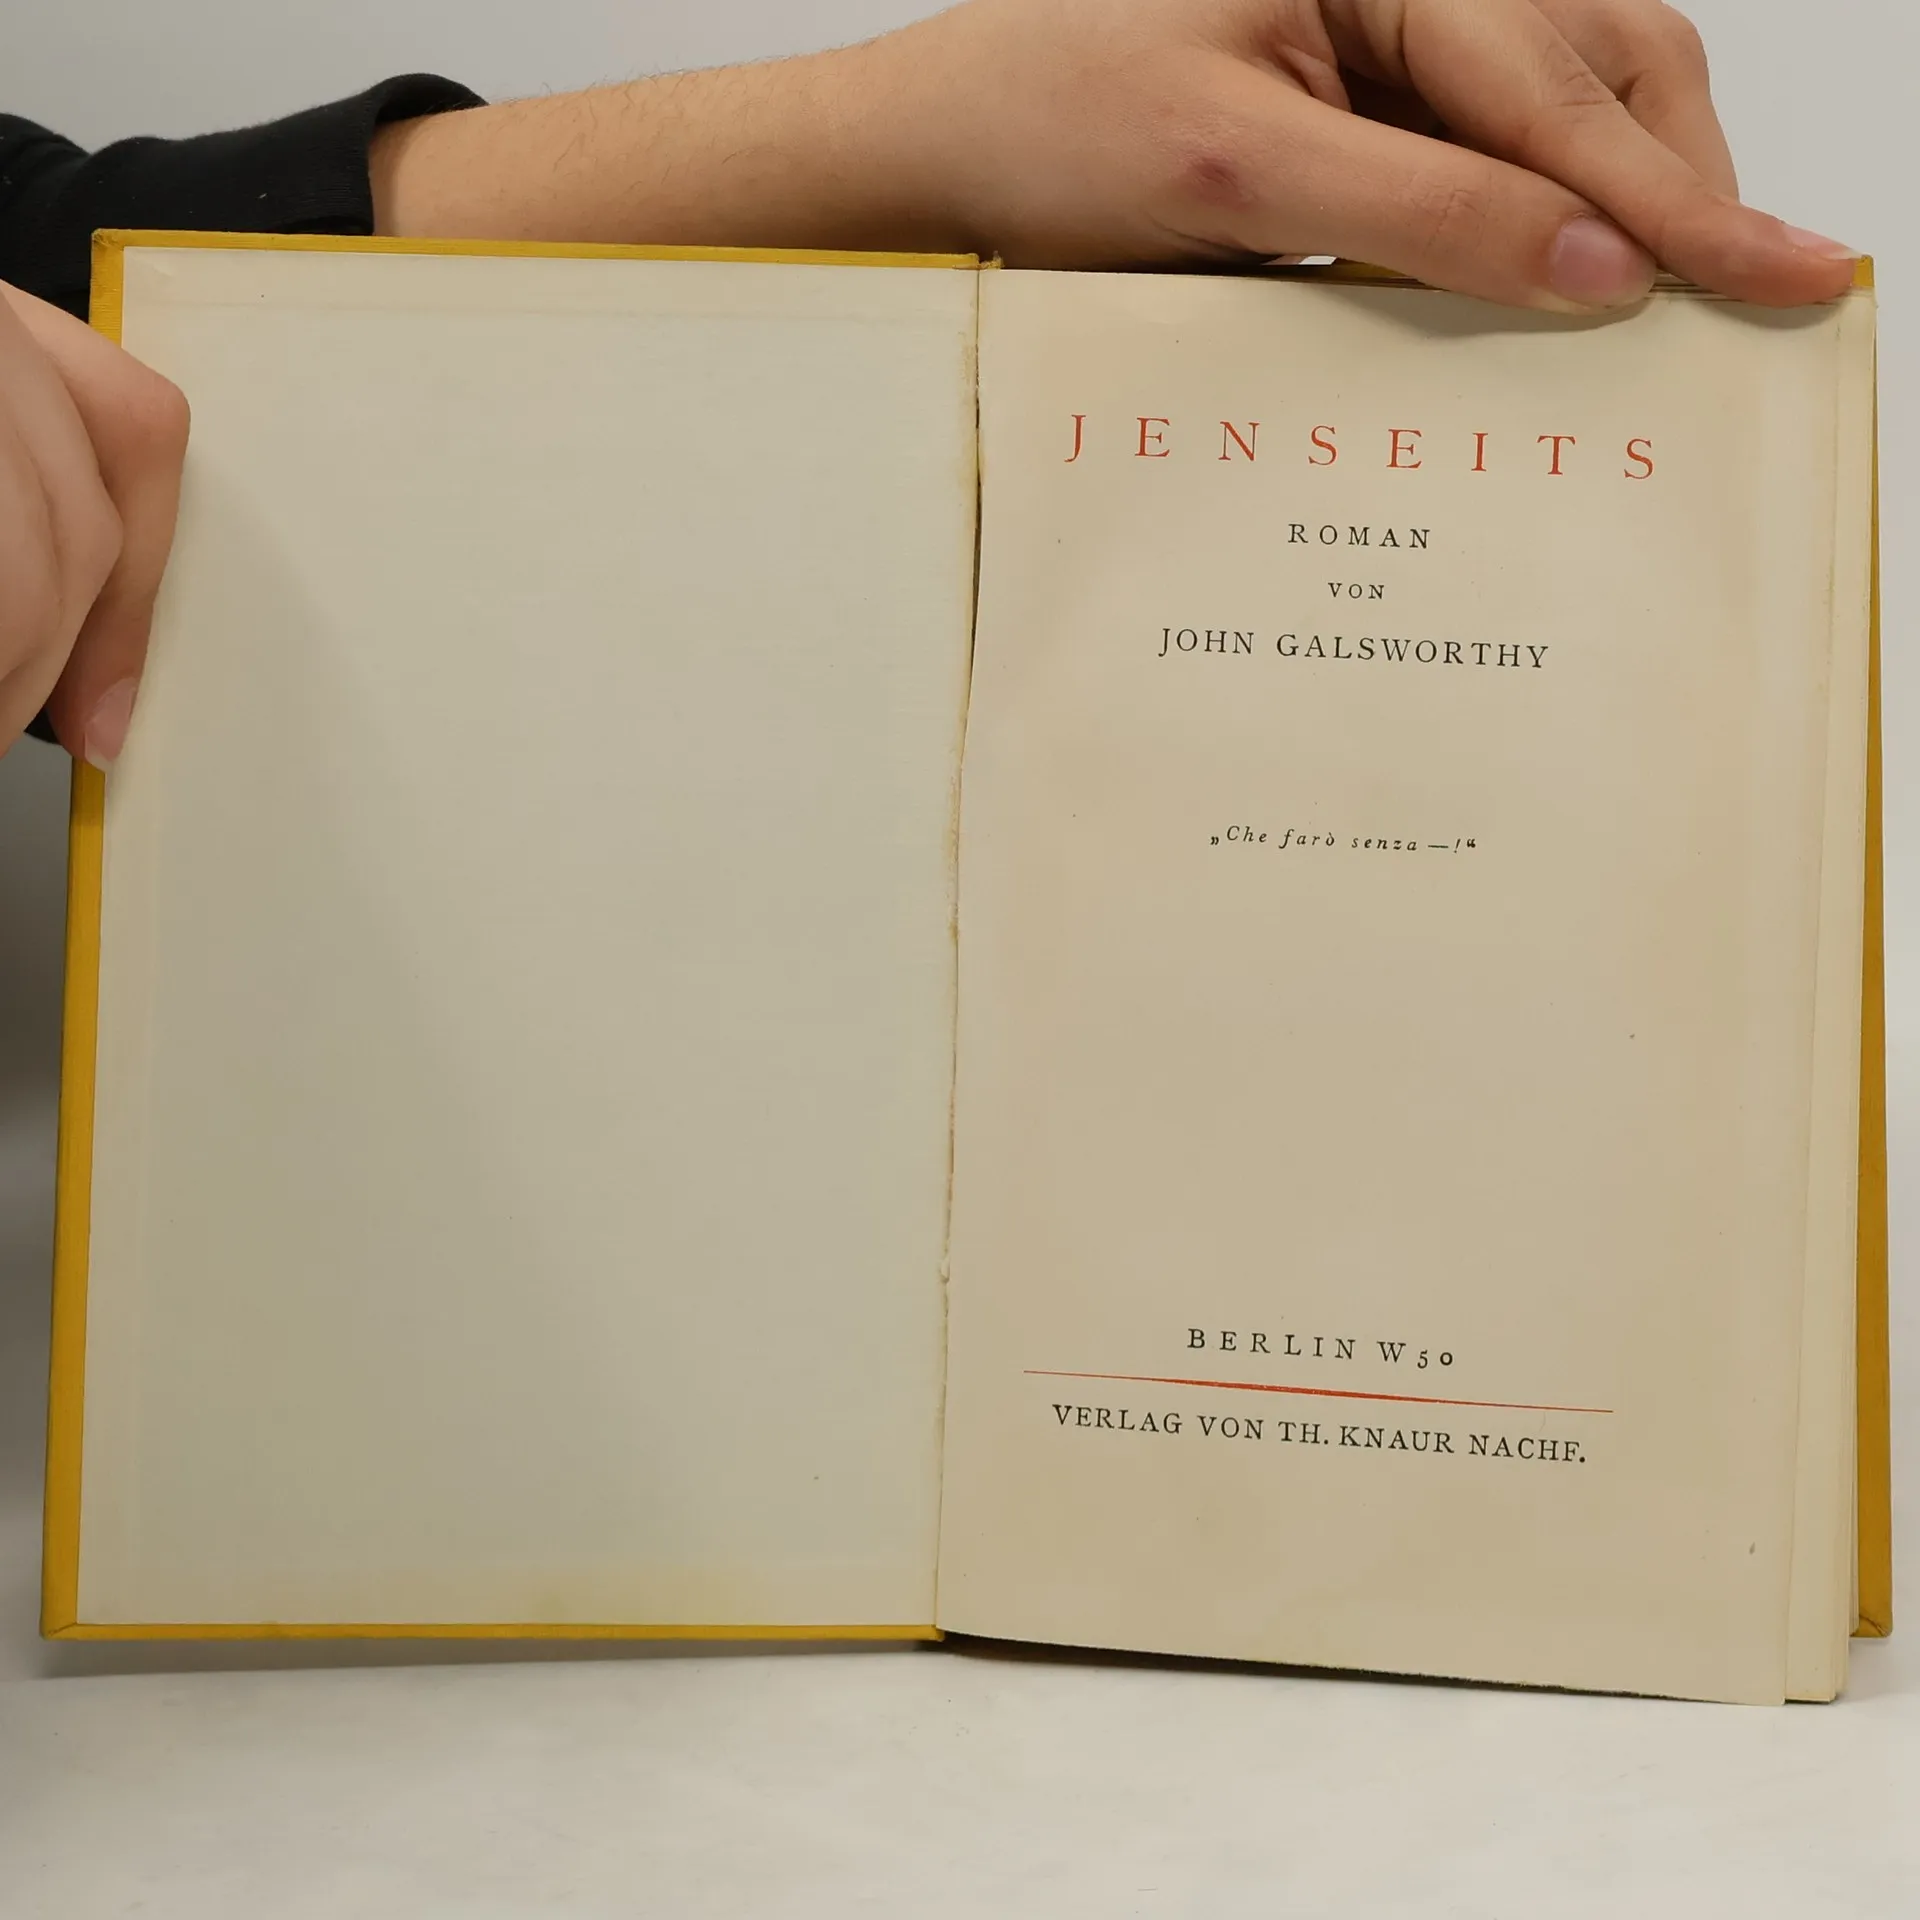 JENSEITS
ROMAN
VON
JOHN GALSWORTHY
„Che farò senza —!“
BERLIN W50
VERLAG VON TH. KNAUR NACHF.